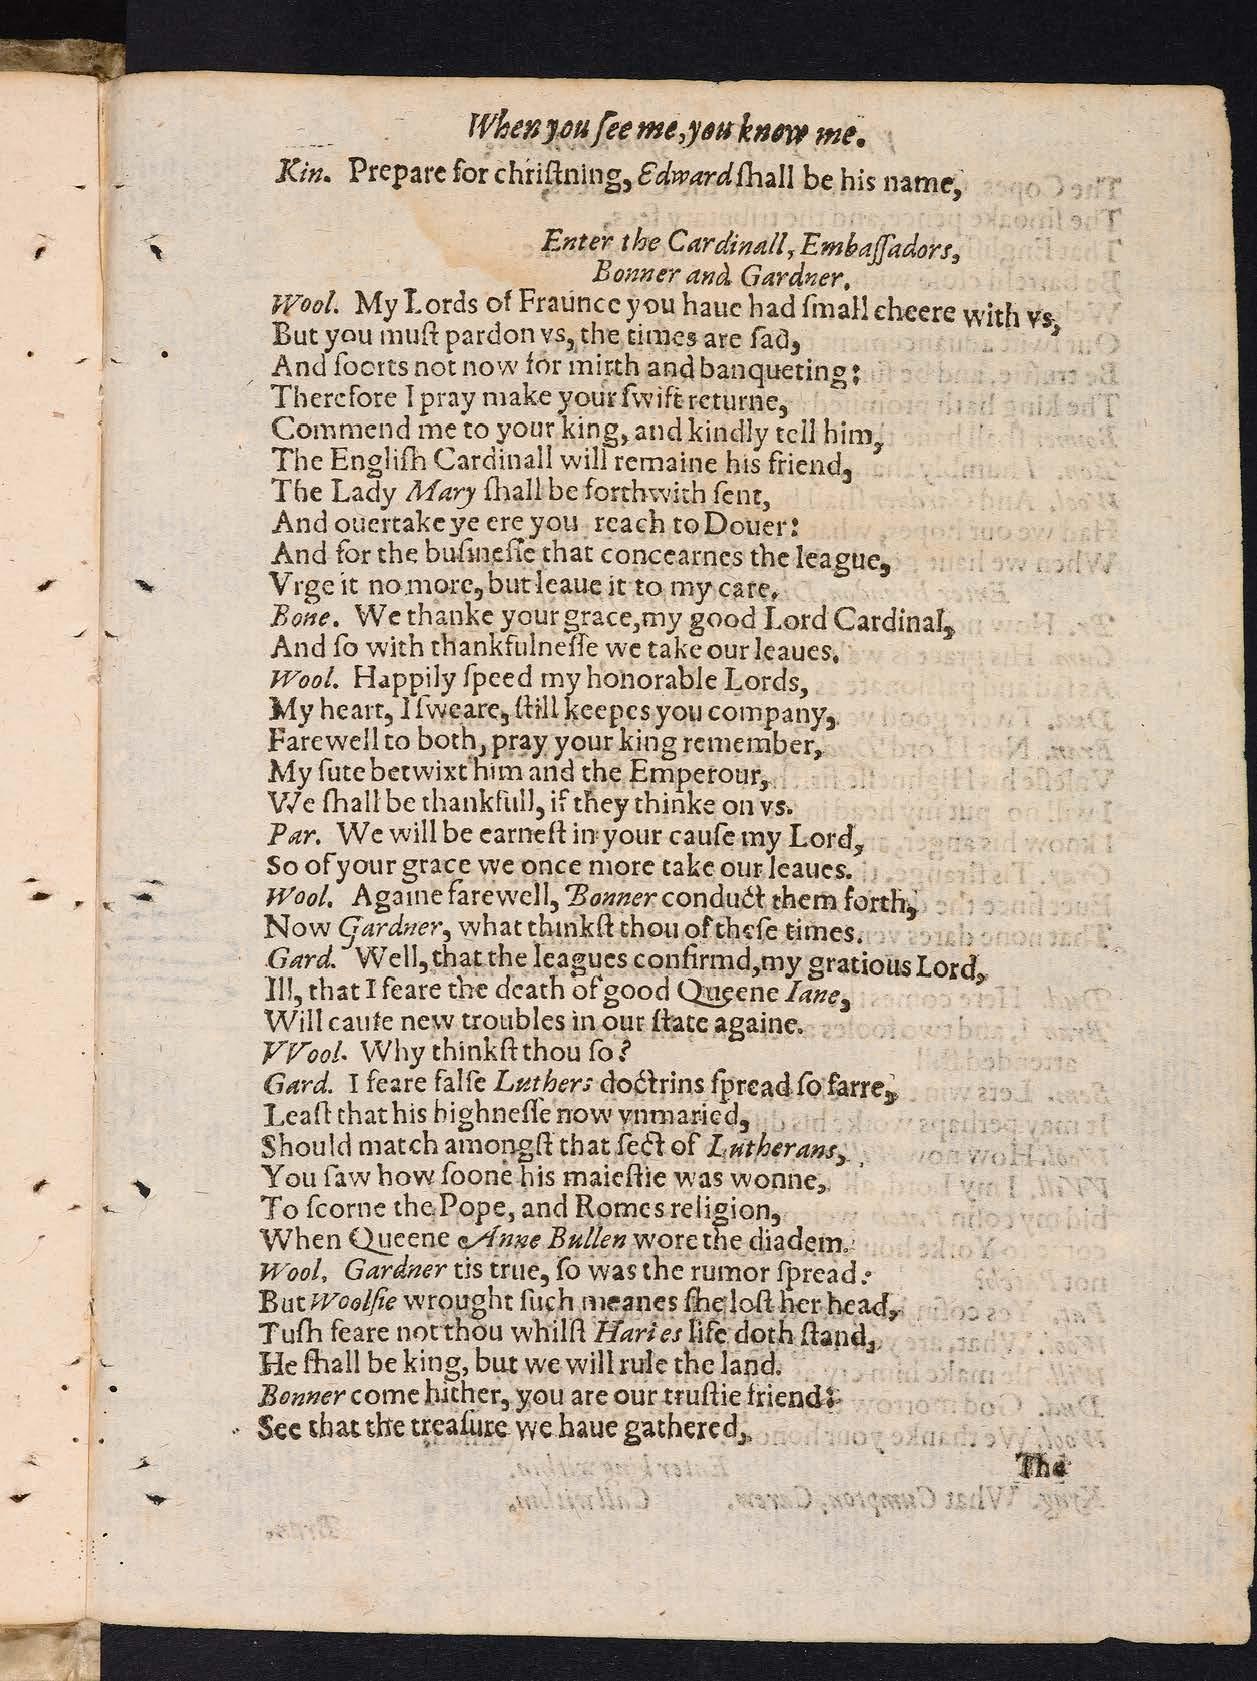 When you ſee me, you know me.
Kin. Prepare for chriſtning, Edward ſhall be his name,
Enter the Cardinall, Embaſſadors,
Bonner and Gardner.
Wool. My Lords of Fraunce you haue had ſmall cheere with vs,
But you muſt pardon vs, the times are ſad,
And ſoorts not now for mirth and banqueting:
Therefore I pray make your ſwift returne,
Commend me to your king, and kindly tell him,
The Engliſh Cardinall will remaine his friend,
The Lady Mary ſhall be forthwith ſent,
And ouertake ye ere you reach to Douer:
And for the buſineſſe that concearnes the league,
Vrge it no more, but leaue it to my care.
Bone. We thanke your grace, my good Lord Cardinal,
And ſo with thankfulneſſe we take our leaues.
Wool. Happily ſpeed my honorable Lords,
My heart, I ſweare, ſtill keepes you company,
Farewell to both, pray your king remember,
My ſute betwixt him and the Emperour,
We ſhall be thankfull, if they thinke on vs.
Par. We will be earneſt in your cauſe my Lord,
So of your grace we once more take our leaues.
Wool. Againe farewell, Bonner conduct them forth,
Now Gardner, what thinkſt thou of theſe times.
Gard. Well, that the leagues confirmd, my gratious Lord,
Ill, that I feare the death of good Queene Iane,
Will cauſe new troubles in our ſtate againe.
VVool. Why thinkſt thou ſo?
Gard. I feare falſe Luthers doctrins ſpread ſo farre,
Leaſt that his highneſſe now vnmaried,
Should match amongſt that ſect of Lutherans,
You ſaw how ſoone his maieſtie was wonne,
To ſcorne the Pope, and Romes religion,
When Queene Anne Bullen wore the diadem.
Wool. Gardner tis true, ſo was the rumor ſpread:
But Woolſie wrought ſuch meanes ſhe loſt her head,
Tuſh feare not thou whilſt Haries life doth ſtand,
He ſhall be king, but we will rule the land.
Bonner come hither, you are our truſtie friend:
See that the treaſure we haue gathered,
The